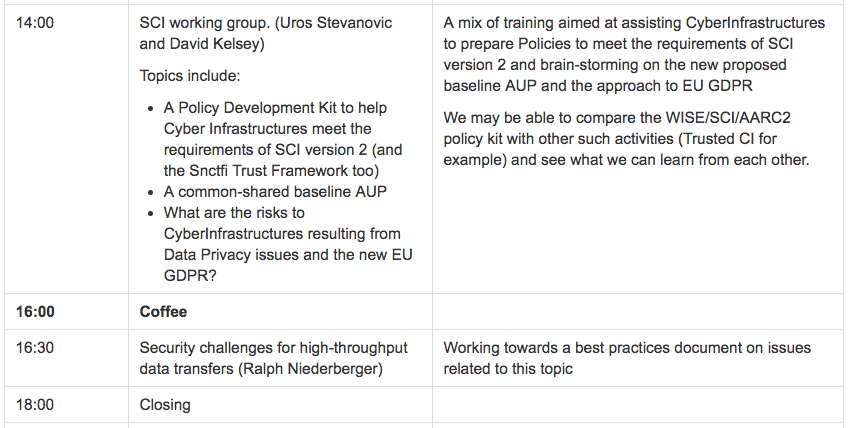 14:00
SCI working group. (Uros Stevanovic
and David Kelsey)
Topics include:
• A Policy Development Kit to help
Cyber Infrastructures meet the
requirements of SCI version 2 (and
the Snctfi Trust Framework too)
• A common-shared baseline AUP
• What are the risks to
CyberInfrastructures resulting from
Data Privacy issues and the new EU
GDPR?
A mix of training aimed at assisting CyberInfrastructures
to prepare Policies to meet the requirements of SCI
version 2 and brain-storming on the new proposed
baseline AUP and the approach to EU GDPR
We may be able to compare the WISE/SCI/AARC2
policy kit with other such activities (Trusted CI for
example) and see what we can learn from each other.
16:00
Coffee
16:30
Security challenges for high-throughput
data transfers (Ralph Niederberger)
Working towards a best practices document on issues
related to this topic
18:00
Closing